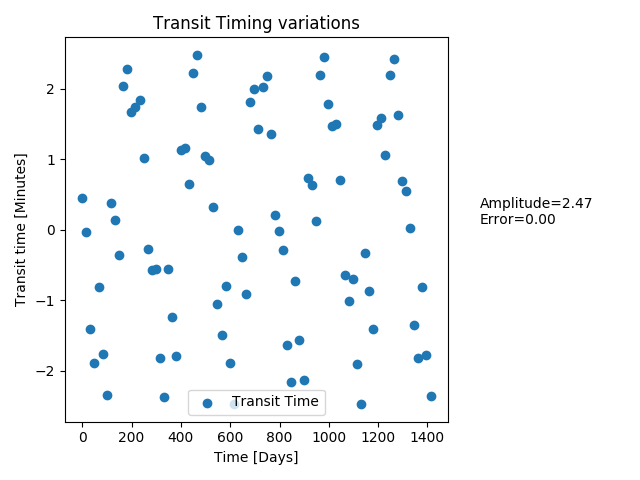 Transit Timing variations
Transit time [Minutes]
2
1
0
−1
−2
Amplitude=2.47
Error=0.00
Transit Time
0 200 400 600 800 1000 1200 1400
Time [Days]